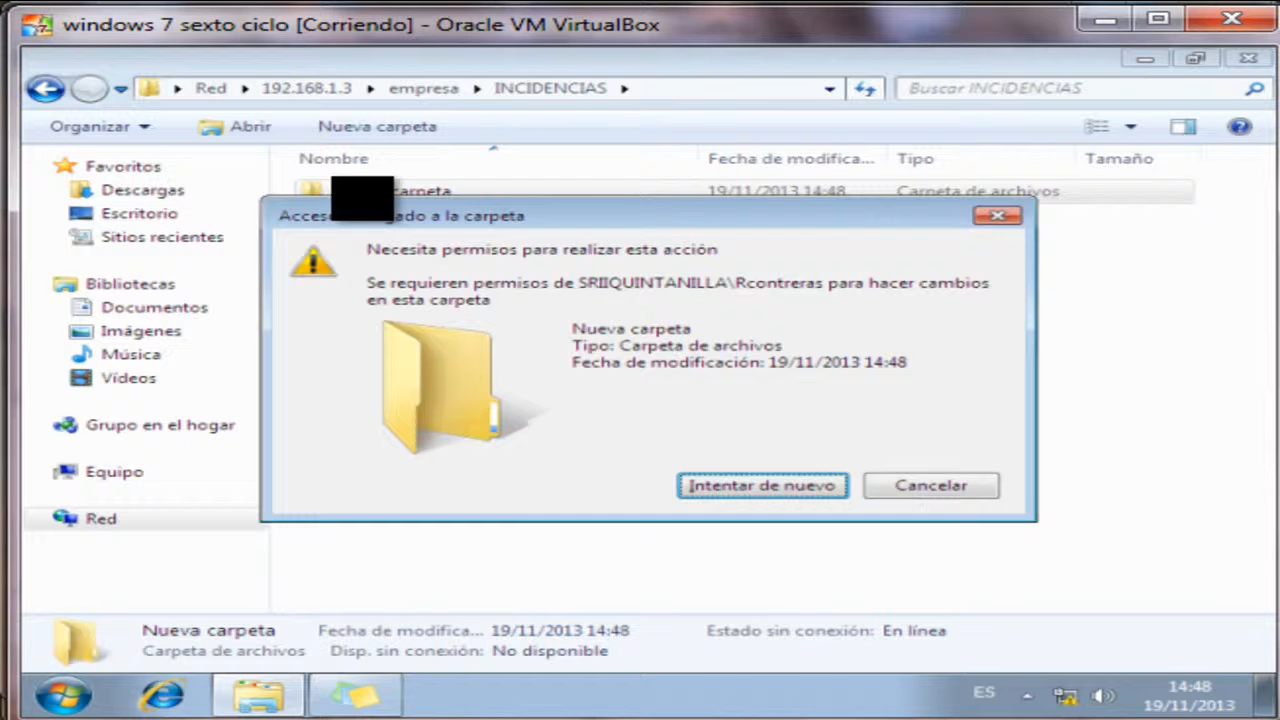 windows 7 sexto ciclo [Corriendo] - Oracle VM VirtualBox
Red 192.168.1.3 empresa INCIDENCIAS Buscar INCIDENCIAS
Organizar Abrir Nueva carpeta
Nombre Fecha de modifica... Tipo Tamaño
carpeta 19/11/2013 14:48 Carpeta de archivos
Favoritos
Descargas
Escritorio
Sitios recientes
Bibliotecas
Documentos
Imágenes
Música
Vídeos
Grupo en el hogar
Equipo
Red
a la carpeta
Necesita permisos para realizar esta acción
Se requieren permisos de SRIIQUINTANILLA\Rcontreras para hacer cambios
en esta carpeta
Nueva carpeta
Tipo: Carpeta de archivos
Fecha de modificación: 19/11/2013 14:48
Intentar de nuevo Cancelar
Nueva carpeta Fecha de modifica... 19/11/2013 14:48 Estado sin conexión: En línea
Carpeta de archivos Disp. sin conexión: No disponible
ES 14:48
19/11/2013